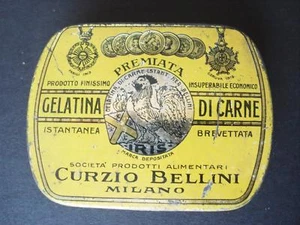 PREMIATA
PRODOTTO FINISSIMO
INSUPERABILE ECONOMICO
GELATINA DI CARNE
IRIS
MARCA DEPOSITATA
ISTANTANEA
BREVETTATA
SOCIETÀ PRODOTTI ALIMENTARI
CURZIO BELLINI
MILANO